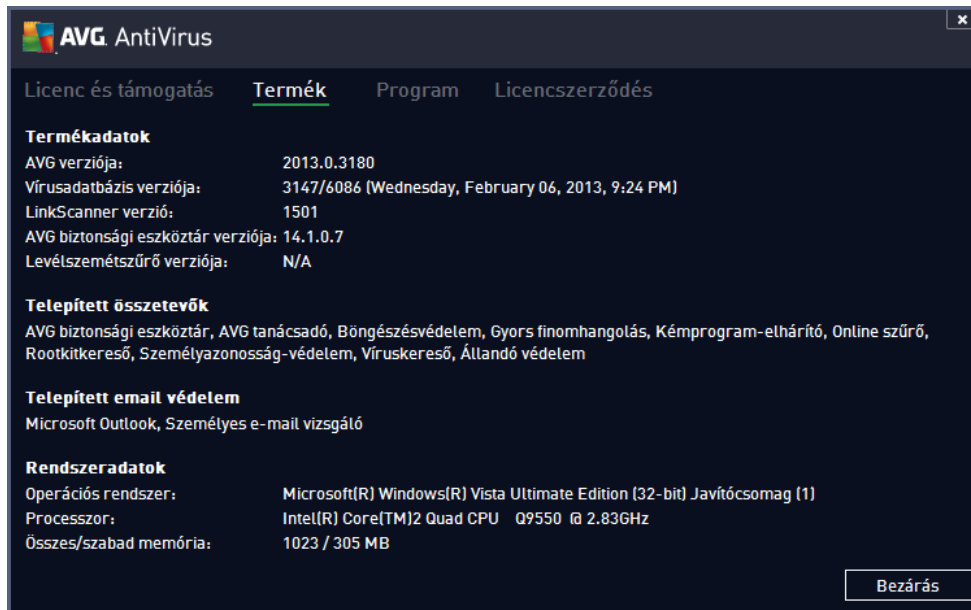 AVG. AntiVirus
Licenc és támogatás Termék Program Licencszerződés
Termékadatok
AVG verziója: 2013.0.3180
Vírusadatbázis verziója: 3147/6086 (Wednesday, February 06, 2013, 9:24 PM)
LinkScanner verzió: 1501
AVG biztonsági eszköztár verziója: 14.1.0.7
Levélszemétszűrő verziója: N/A
Telepített összetevők
AVG biztonsági eszköztár, AVG tanácsadó, Böngészésvédelem, Gyors finomhangolás, Kémprogram-elhárító, Online szűrő,
Rootkitkereső, Személyazonosság-védelem, Víruskereső, Állandó védelem
Telepített email védelem
Microsoft Outlook, Személyes e-mail vizsgáló
Rendszeradatok
Operációs rendszer: Microsoft(R) Windows(R) Vista Ultimate Edition (32-bit) Javítócsomag (1)
Processzor: Intel(R) Core(TM)2 Quad CPU Q9550 @ 2.83GHz
Összes/szabad memória: 1023 / 305 MB
Bezárás